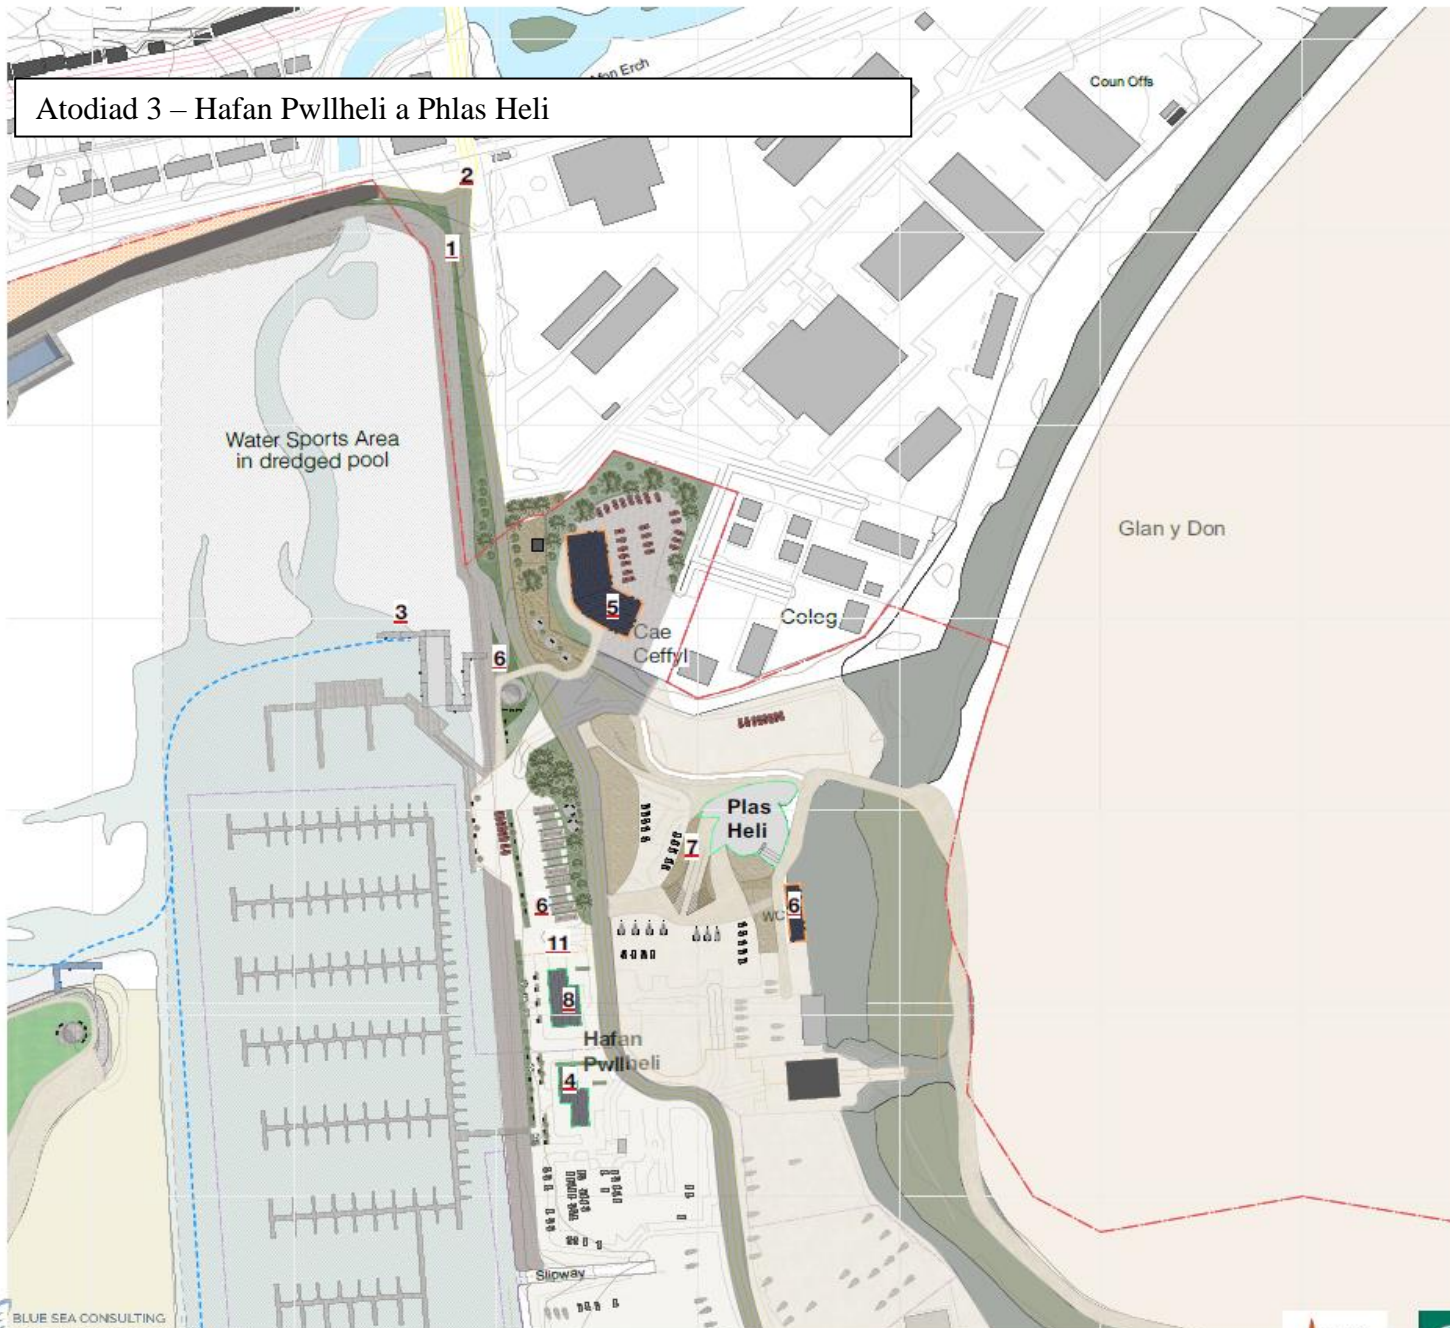 Afon Erch
Coun Offs
Atodiad 3 – Hafan Pwllheli a Phlas Heli
2
1
Water Sports Area
in dredged pool
Glan y Don
3
5
Coleg
Cae
Ceffyl
6
Plas
Heli
7
6
WC
6
11
8
Hafan
Pwllheli
4
Slipway
BLUE SEA CONSULTING